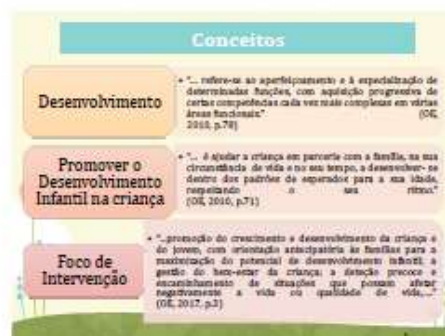 Conceitos
Desenvolvimento
• "... refere-se ao aperfeiçoamento e à especialização de
determinadas funções, com aquisição progressiva de
certas competências cada vez mais complexas em várias
áreas funcionais." (OE,
2010, p.70)
Promover o
Desenvolvimento
Infantil na criança
• "... é ajudar a criança em parceria com a família, na sua
circunstância de vida e no seu tempo, a desenvolver- se
dentro dos padrões de esperados para a sua idade,
respeitando o seu ritmo."
(OE, 2010, p.71)
Foco de
Intervenção
• "...promoção do crescimento e desenvolvimento da criança e
do jovem, com orientação antecipatória às famílias para a
maximização do potencial de desenvolvimento infantil; a
gestão do bem-estar da criança; a deteção precoce e
encaminhamento de situações que possam afetar
negativamente a vida ou qualidade de vida,..."
(OE, 2017, p.2)